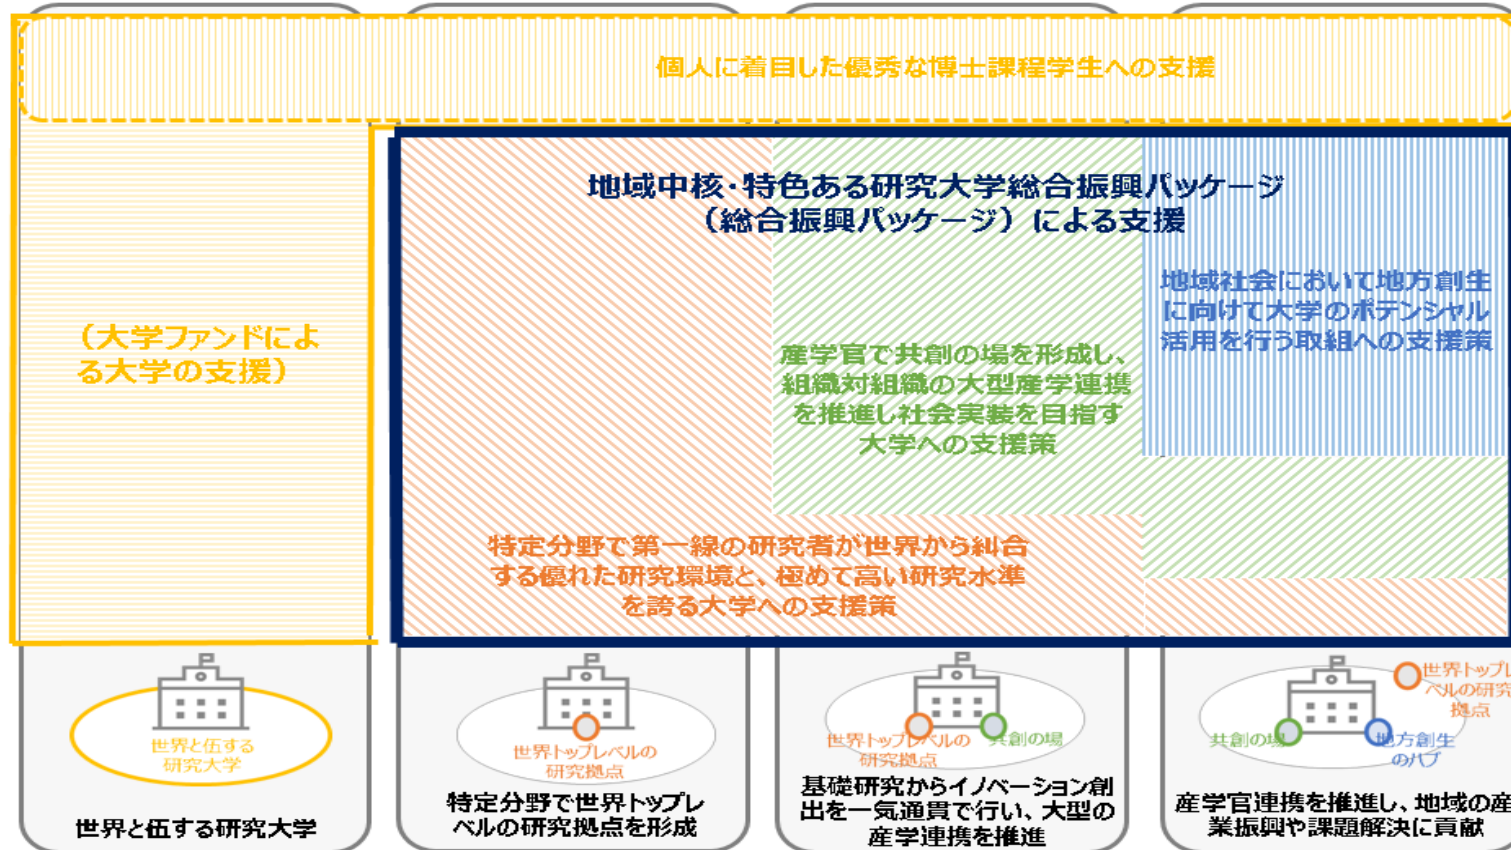 個人に着目した優秀な博士課程学生への支援
地域中核・特色ある研究大学総合振興パッケージ
（総合振興パッケージ）による支援
（大学ファンドによ
る大学の支援）
地域社会において地方創生
に向けて大学のポテンシャル
活用を行う取組への支援策
産学官で共創の場を形成し、
組織対組織の大型産学連携
を推進し社会実装を目指す
大学への支援策
特定分野で第一線の研究者が世界から糾合
する優れた研究環境と、極めて高い研究水準
を誇る大学への支援策
世界と伍する
研究大学
世界と伍する研究大学
世界トップレベルの
研究拠点
特定分野で世界トップレ
ベルの研究拠点を形成
世界トップレベルの
研究拠点
共創の場
基礎研究からイノベーション創
出を一気通貫で行い、大型の
産学連携を推進
世界トップレ
ベルの研究
拠点
共創の場
地方創生
のハブ
産学官連携を推進し、地域の産
業振興や課題解決に貢献